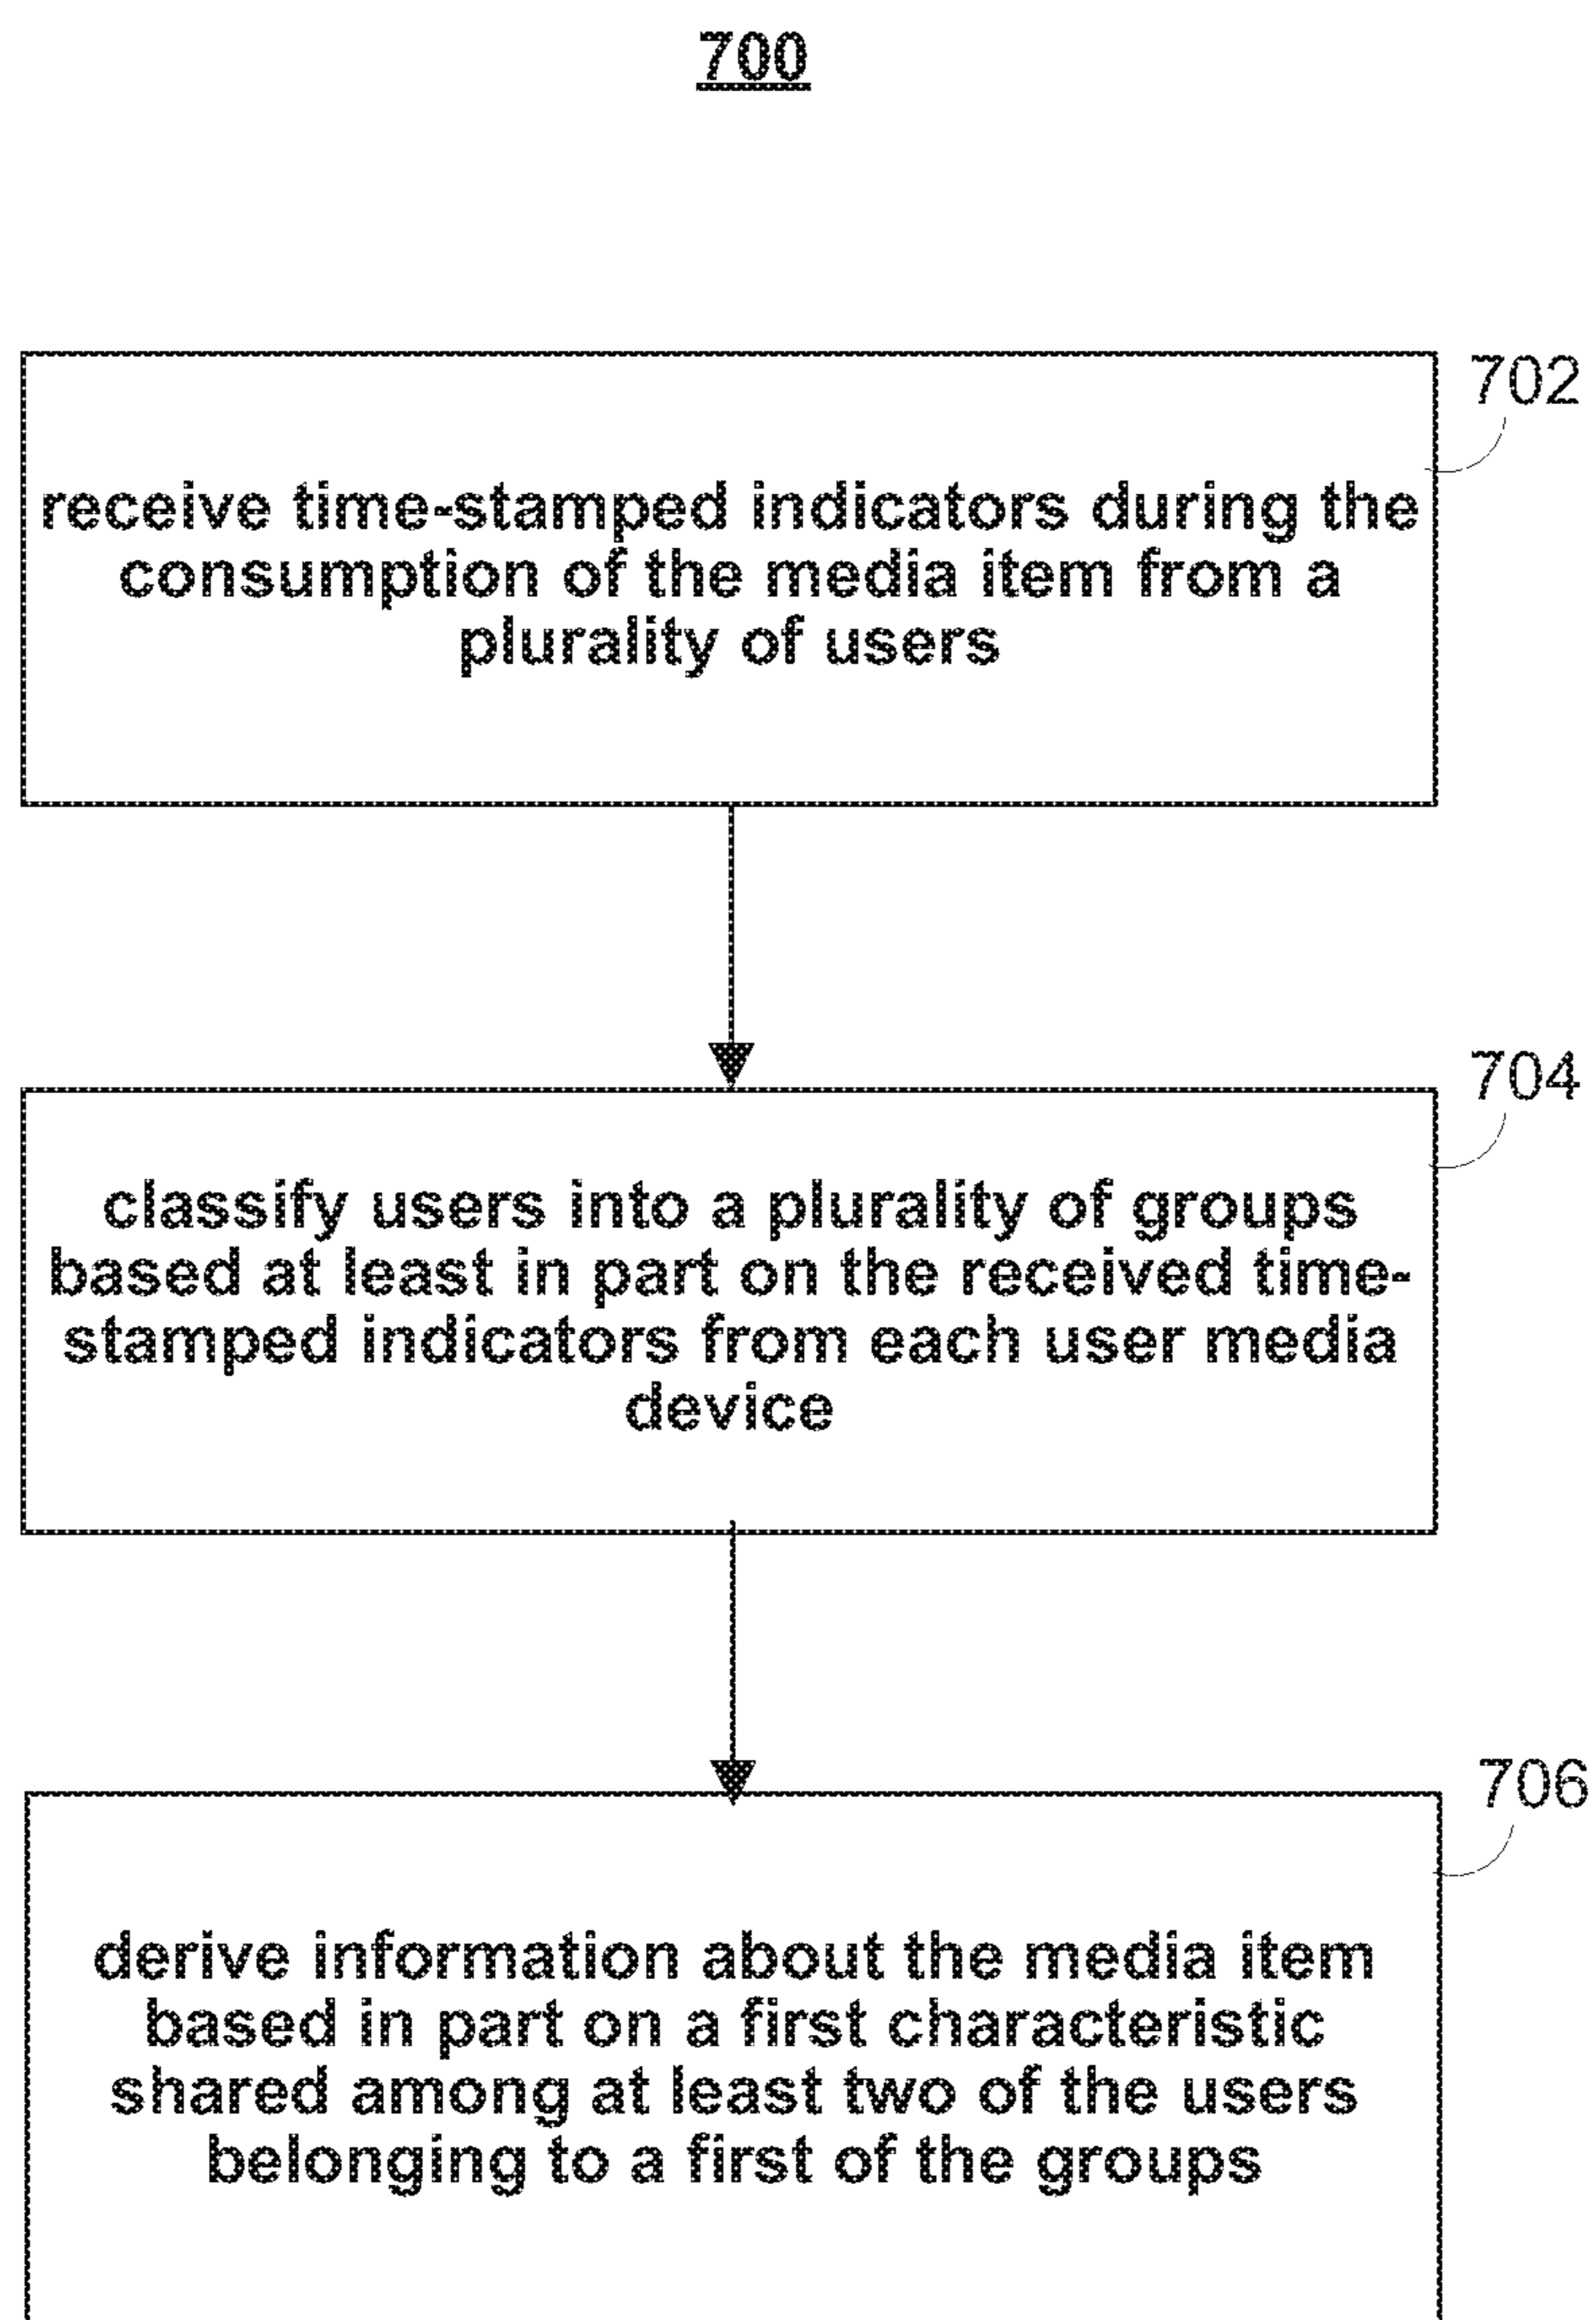 700
702
receive time-stamped indicators during the
consumption of the media item from a
plurality of users
704
classify users into a plurality of groups
based at least in part on the received time-
stamped indicators from each user media
device
706
derive information about the media item
based in part on a first characteristic
shared among at least two of the users
belonging to a first of the groups